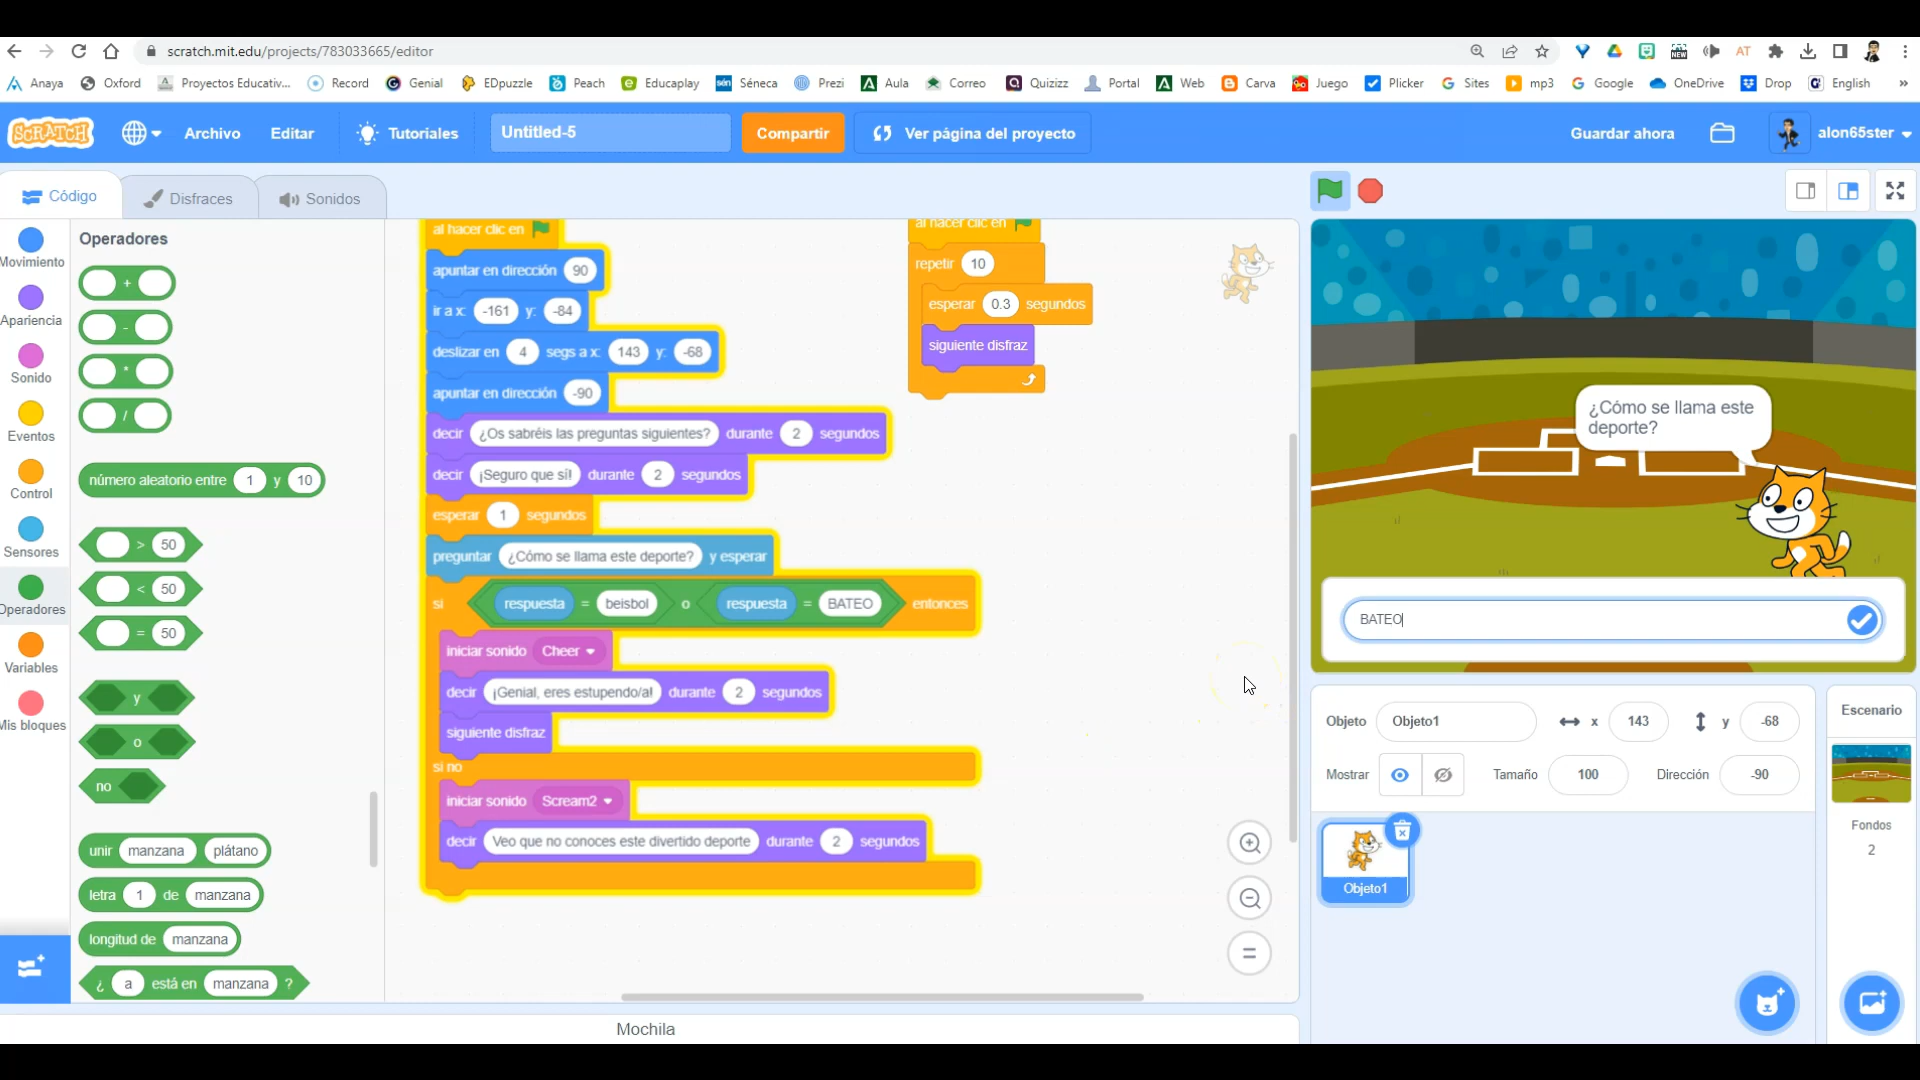 scratch.mit.edu/projects/783033665/editor
AT
Anaya
Oxford
Proyectos Educativ...
Record
Genial
EDpuzzle
Peach
Educaplay
Séneca
Prezi
Aula
Correo
Quizizz
Portal
Web
Carva
Juego
Plicker
Sites
mp3
Google
OneDrive
Drop
English
»
SCRATCH
Archivo
Editar
Tutoriales
Untitled-5
Compartir
Ver página del proyecto
Guardar ahora
alon65ster
Código
Disfraces
Sonidos
Movimiento
Apariencia
Sonido
Eventos
Control
Sensores
Operadores
Variables
Mis bloques
Operadores
+
-
*
/
número aleatorio entre 1 y 10
> 50
< 50
= 50
y
o
no
unir manzana plátano
letra 1 de manzana
longitud de manzana
¿ a está en manzana ?
al hacer clic en
apuntar en dirección 90
ir a x: -161 y: -84
deslizar en 4 segs a x: 143 y: -68
apuntar en dirección -90
decir ¿Os sabréis las preguntas siguientes? durante 2 segundos
decir ¡Seguro que sí! durante 2 segundos
esperar 1 segundos
preguntar ¿Cómo se llama este deporte? y esperar
si respuesta = beisbol o respuesta = BATEO entonces
iniciar sonido Cheer
decir ¡Genial, eres estupendo/a! durante 2 segundos
siguiente disfraz
si no
iniciar sonido Scream2
decir Veo que no conoces este divertido deporte durante 2 segundos
al hacer clic en
repetir 10
esperar 0.3 segundos
siguiente disfraz
Mochila
¿Cómo se llama este
deporte?
BATEO
Objeto Objeto1 x 143 y -68
Mostrar Tamaño 100 Dirección -90
Objeto1
Escenario
Fondos
2